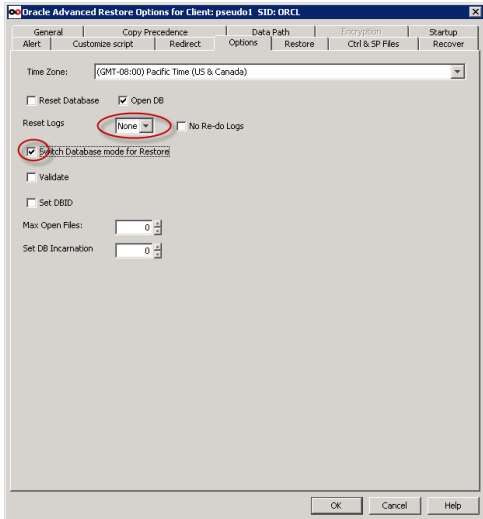 Oracle Advanced Restore Options for Client: pseudo1 SID: ORCL
General Copy Precedence Data Path Encryption Startup
Alert Customize script Redirect Options Restore Ctrl & SP Files Recover
Time Zone: (GMT-08:00) Pacific Time (US & Canada)
Reset Database Open DB
Reset Logs None No Re-do Logs
Switch Database mode for Restore
Validate
Set DBID
Max Open Files: 0
Set DB Incarnation 0
OK Cancel Help